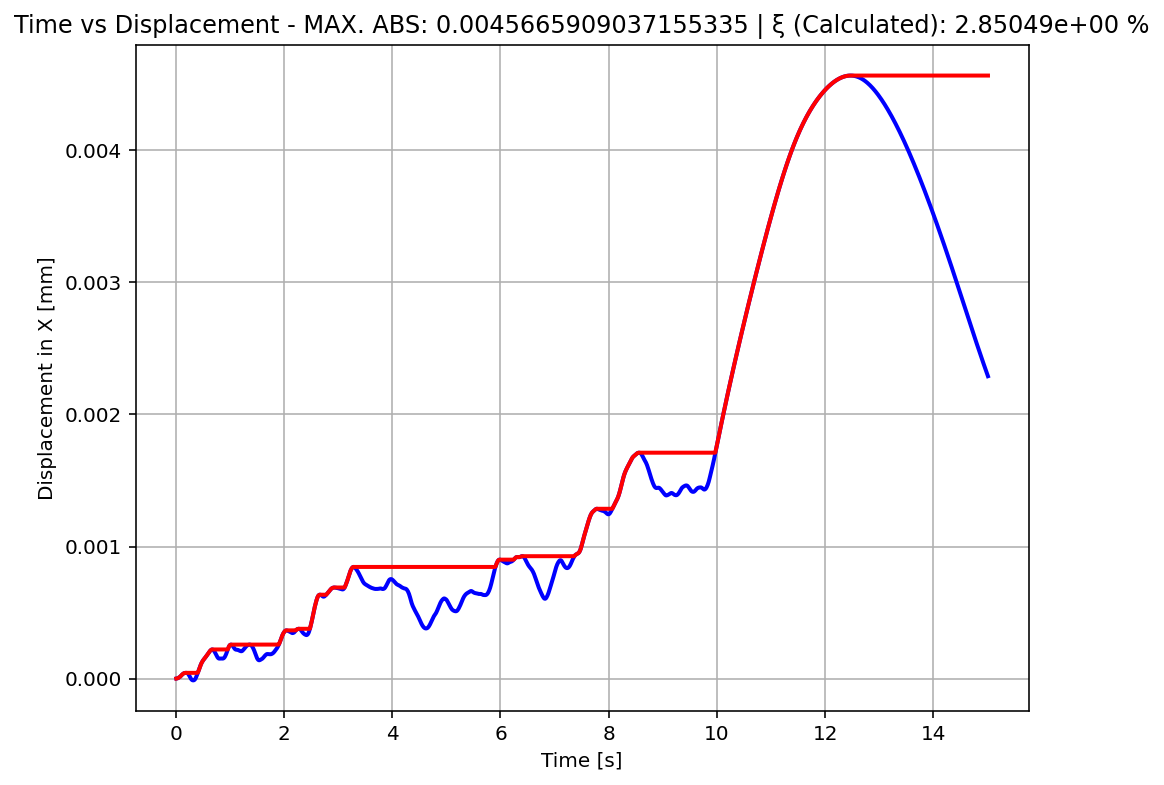 Time vs Displacement - MAX. ABS: 0.0045665909037155335 | ξ (Calculated): 2.85049e+00 %
Displacement in X [mm]
0.004
0.003
0.002
0.001
0.000
0 2 4 6 8 10 12 14
Time [s]